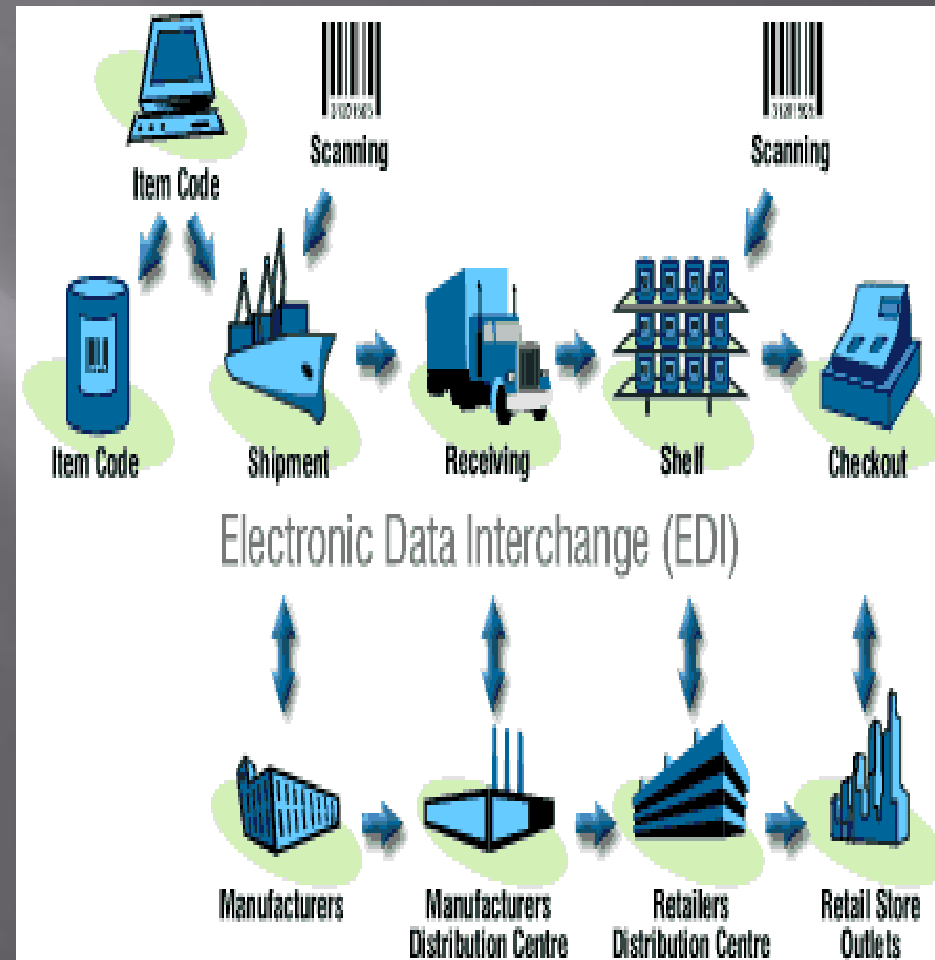 Scanning
Scanning
Item Code
Item Code
Shipment
Receiving
Shelf
Checkout
Electronic Data Interchange (EDI)
Manufacturers
Manufacturers
Distribution Centre
Retailers
Distribution Centre
Retail Store
Outlets